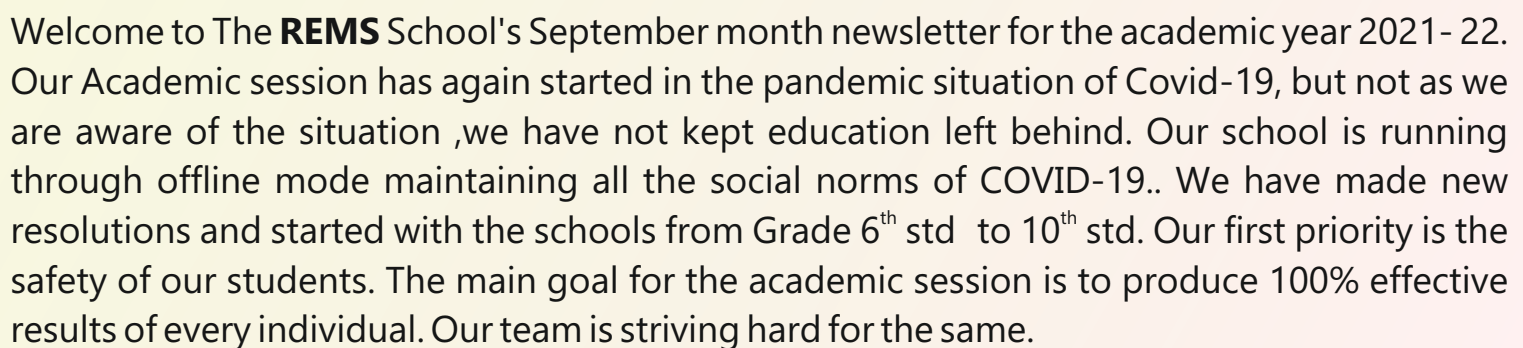 Welcome to The REMS School's September month newsletter for the academic year 2021- 22.
Our Academic session has again started in the pandemic situation of Covid-19, but not as we
are aware of the situation ,we have not kept education left behind. Our school is running
through offline mode maintaining all the social norms of COVID-19.. We have made new
resolutions and started with the schools from Grade 6th std to 10th std. Our first priority is the
safety of our students. The main goal for the academic session is to produce 100% effective
results of every individual. Our team is striving hard for the same.